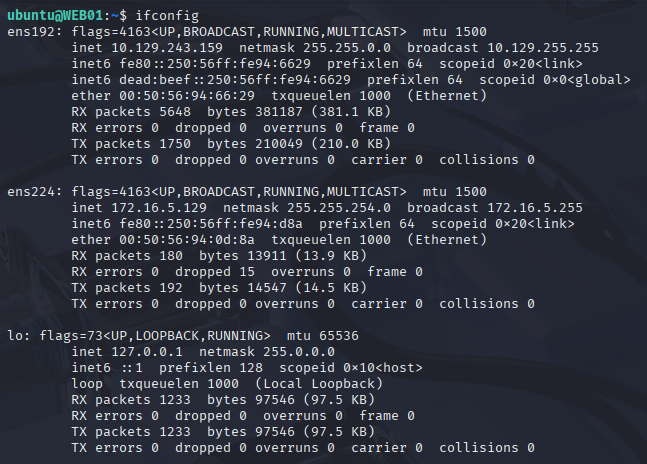 ubuntu@WEB01:~$ ifconfig
ens192: flags=4163<UP,BROADCAST,RUNNING,MULTICAST>  mtu 1500
        inet 10.129.243.159  netmask 255.255.0.0  broadcast 10.129.255.255
        inet6 fe80::250:56ff:fe94:6629  prefixlen 64  scopeid 0×20<link>
        inet6 dead:beef::250:56ff:fe94:6629  prefixlen 64  scopeid 0×0<global>
        ether 00:50:56:94:66:29  txqueuelen 1000  (Ethernet)
        RX packets 5648  bytes 381187 (381.1 KB)
        RX errors 0  dropped 0  overruns 0  frame 0
        TX packets 1750  bytes 210049 (210.0 KB)
        TX errors 0  dropped 0 overruns 0  carrier 0  collisions 0

ens224: flags=4163<UP,BROADCAST,RUNNING,MULTICAST>  mtu 1500
        inet 172.16.5.129  netmask 255.255.254.0  broadcast 172.16.5.255
        inet6 fe80::250:56ff:fe94:d8a  prefixlen 64  scopeid 0×20<link>
        ether 00:50:56:94:0d:8a  txqueuelen 1000  (Ethernet)
        RX packets 180  bytes 13911 (13.9 KB)
        RX errors 0  dropped 15  overruns 0  frame 0
        TX packets 192  bytes 14547 (14.5 KB)
        TX errors 0  dropped 0 overruns 0  carrier 0  collisions 0

lo: flags=73<UP,LOOPBACK,RUNNING>  mtu 65536
        inet 127.0.0.1  netmask 255.0.0.0
        inet6 ::1  prefixlen 128  scopeid 0×10<host>
        loop  txqueuelen 1000  (Local Loopback)
        RX packets 1233  bytes 97546 (97.5 KB)
        RX errors 0  dropped 0  overruns 0  frame 0
        TX packets 1233  bytes 97546 (97.5 KB)
        TX errors 0  dropped 0 overruns 0  carrier 0  collisions 0